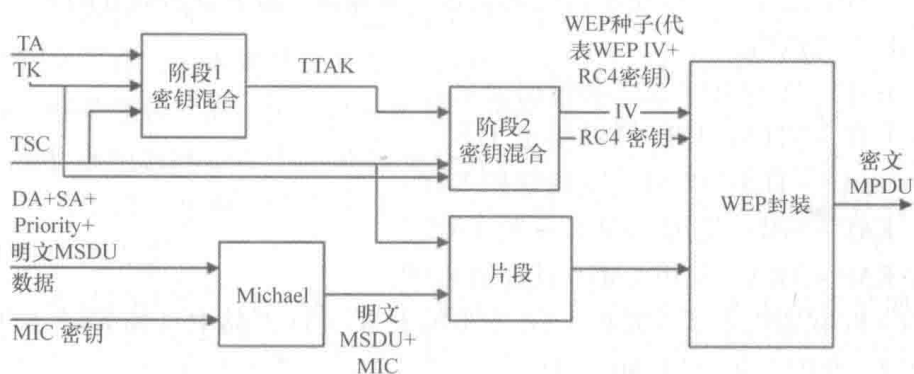 TA
TK
阶段1
密钥混合
TTAK
WEP种子(代
表WEP IV+
RC4密钥)
阶段2
密钥混合
IV
RC4 密钥
TSC
WEP封装
密文
MPDU
DA+SA+
Priority+
明文MSDU
数据
MIC 密钥
Michael
明文
MSDU+
MIC
片段